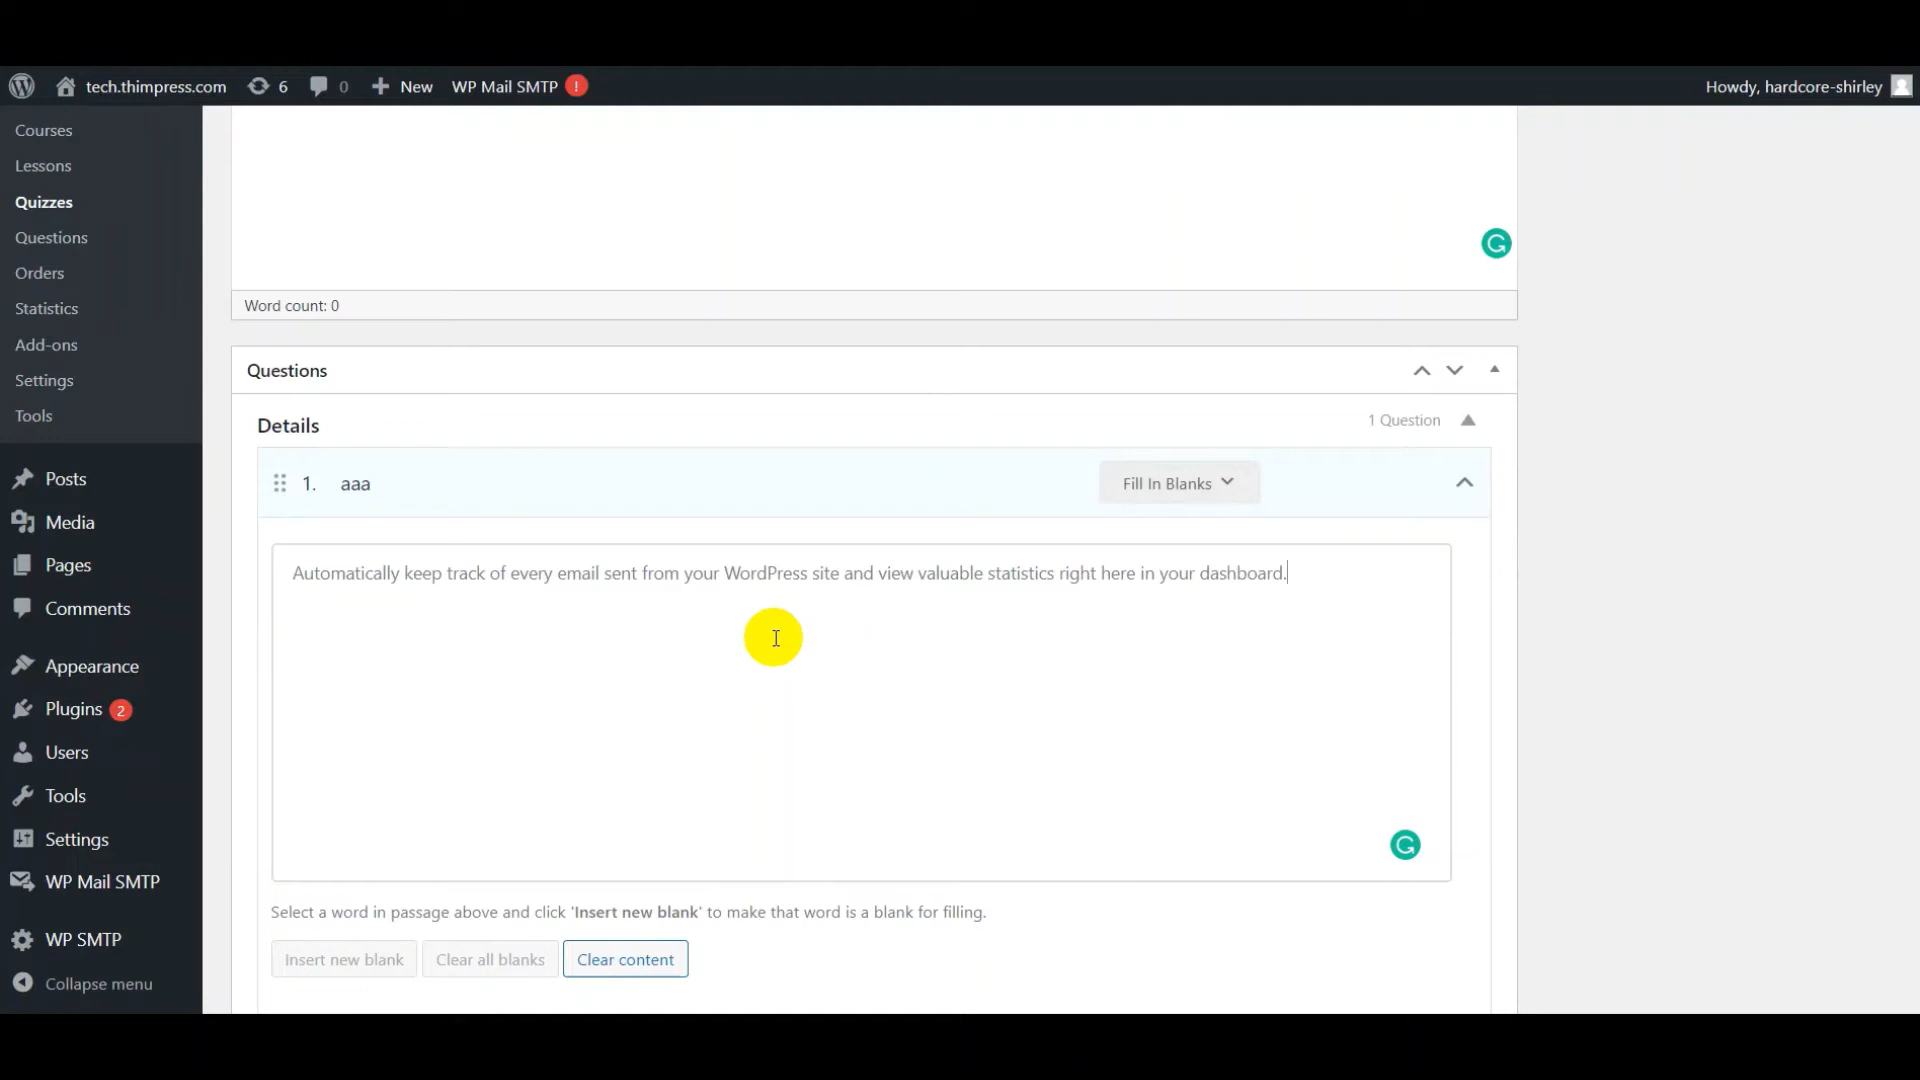 tech.thimpress.com 6 0 New WP Mail SMTP ! Howdy, hardcore-shirley
Courses
Lessons
Quizzes
Questions
Orders
Statistics
Add-ons
Settings
Tools
Posts
Media
Pages
Comments
Appearance
Plugins 2
Users
Tools
Settings
WP Mail SMTP
WP SMTP
Collapse menu
Word count: 0
Questions
Details 1 Question
1. aaa Fill In Blanks
Automatically keep track of every email sent from your WordPress site and view valuable statistics right here in your dashboard.
Select a word in passage above and click 'Insert new blank' to make that word is a blank for filling.
Insert new blank Clear all blanks Clear content